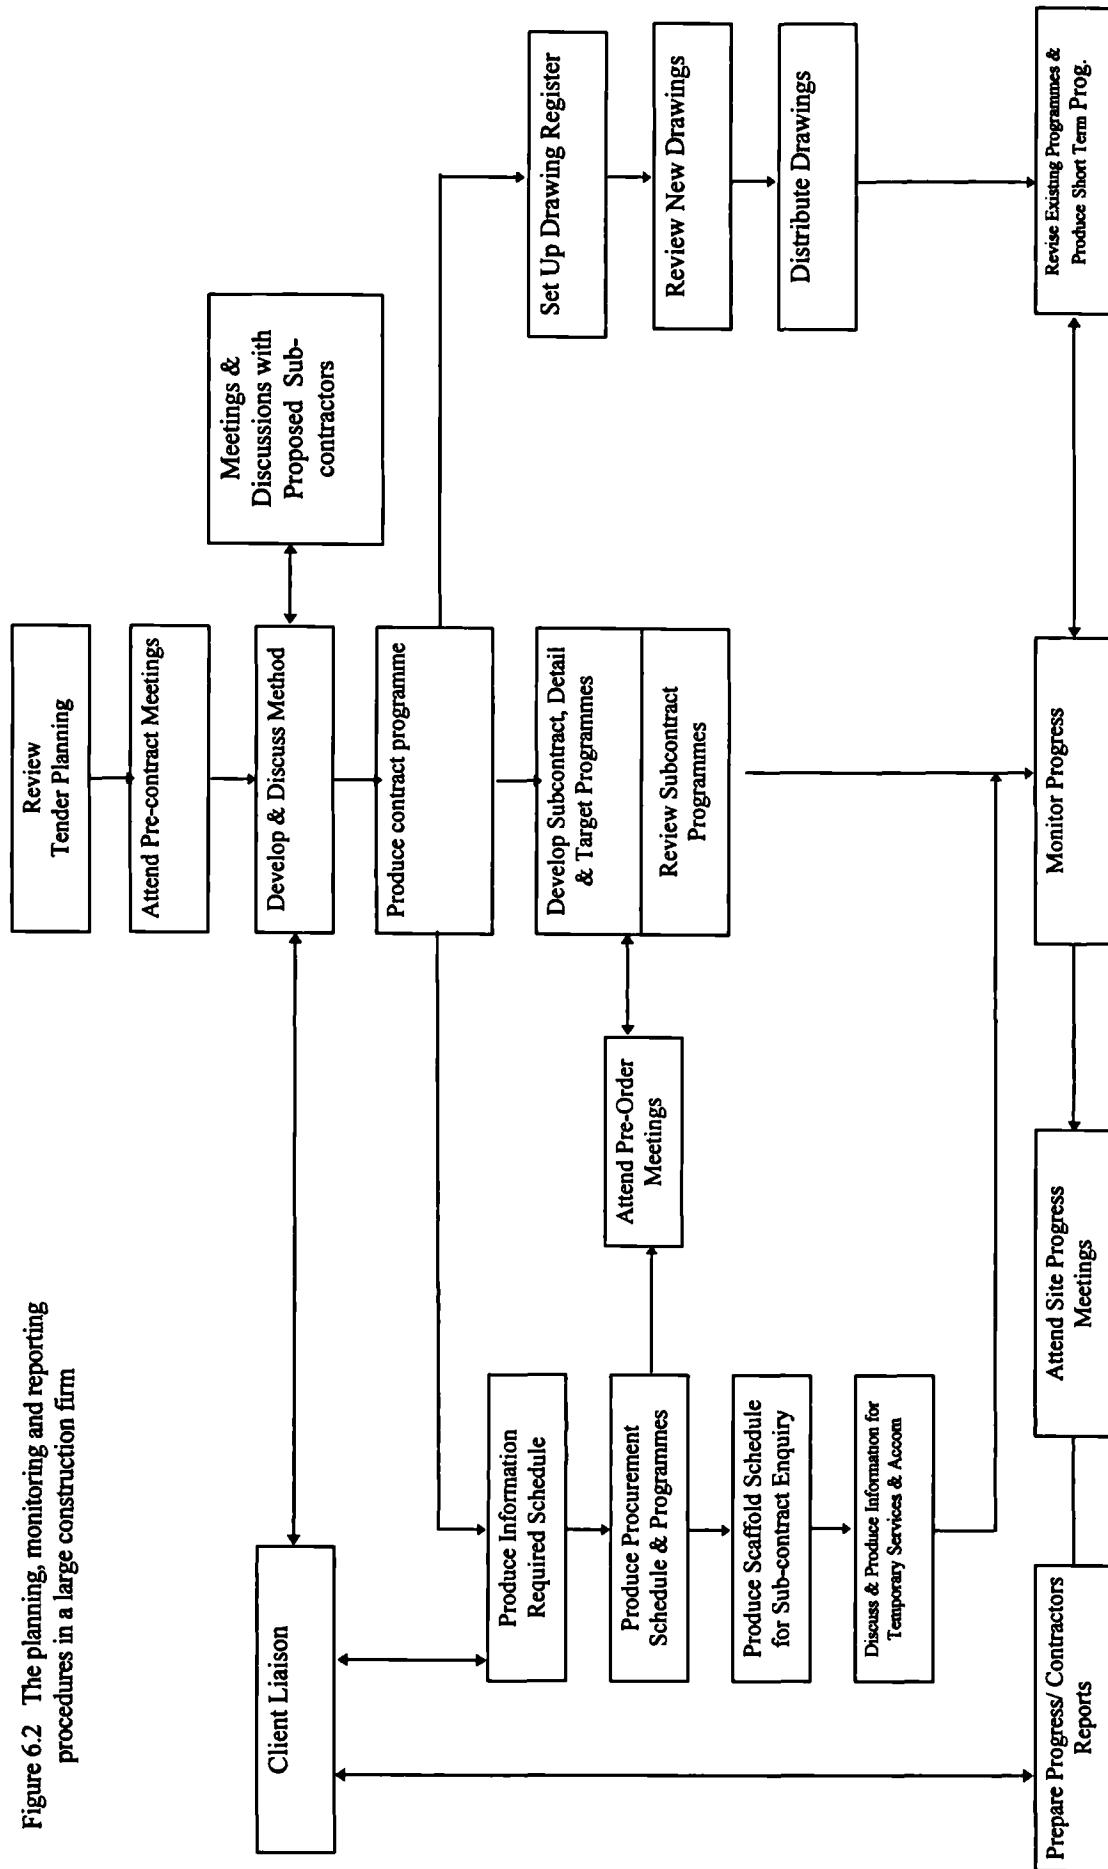 Figure 6.2 The planning, monitoring and reporting
procedures in a large construction firm
Review
Tender Planning
Attend Pre-contract Meetings
Client Liaison
Develop & Discuss Method
Meetings &
Discussions with
Proposed Sub-
contractors
Produce contract programme
Produce Information
Required Schedule
Produce Procurement
Schedule & Programmes
Produce Scaffold Schedule
for Sub-contract Enquiry
Discuss & Produce Information for
Temporary Services & Accom
Attend Pre-Order
Meetings
Develop Subcontract, Detail
& Target Programmes
Review Subcontract
Programmes
Set Up Drawing Register
Review New Drawings
Distribute Drawings
Prepare Progress/ Contractors
Reports
Attend Site Progress
Meetings
Monitor Progress
Revise Existing Programmes &
Produce Short Term Prog.